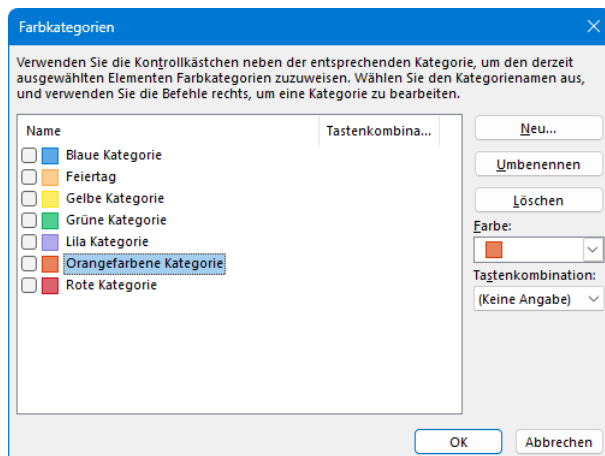 Farbkategorien
Verwenden Sie die Kontrollkästchen neben der entsprechenden Kategorie, um den derzeit
ausgewählten Elementen Farbkategorien zuzuweisen. Wählen Sie den Kategorienamen aus,
und verwenden Sie die Befehle rechts, um eine Kategorie zu bearbeiten.
Name Tastenkombina...
Blaue Kategorie
Feiertag
Gelbe Kategorie
Grüne Kategorie
Lila Kategorie
Orangefarbene Kategorie
Rote Kategorie
Neu...
Umbenennen
Löschen
Farbe:
Tastenkombination:
(Keine Angabe)
OK Abbrechen